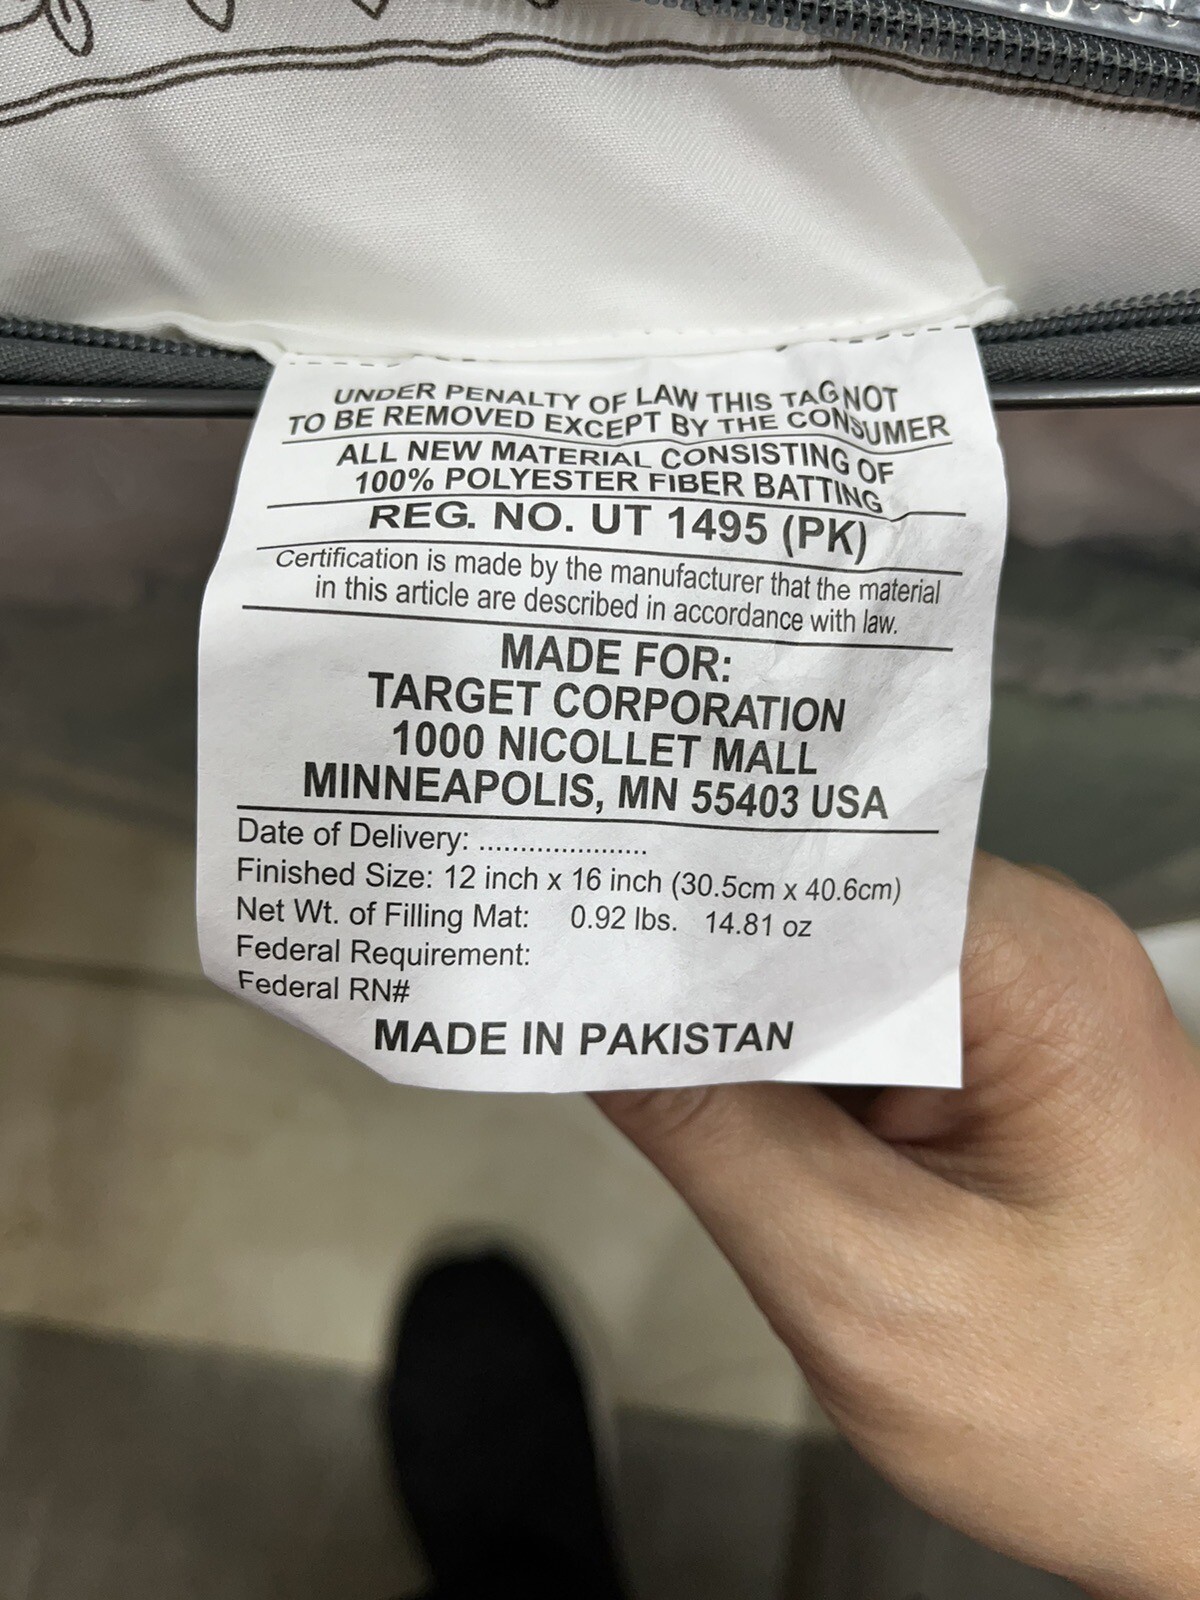 UNDER PENALTY OF LAW THIS TAG NOT
TO BE REMOVED EXCEPT BY THE CONSUMER
ALL NEW MATERIAL CONSISTING OF
100% POLYESTER FIBER BATTING
REG. NO. UT 1495 (PK)
Certification is made by the manufacturer that the material
in this article are described in accordance with law.
MADE FOR:
TARGET CORPORATION
1000 NICOLLET MALL
MINNEAPOLIS, MN 55403 USA
Date of Delivery: .....................
Finished Size: 12 inch x 16 inch (30.5cm x 40.6cm)
Net Wt. of Filling Mat: 0.92 lbs. 14.81 oz
Federal Requirement:
Federal RN#
MADE IN PAKISTAN